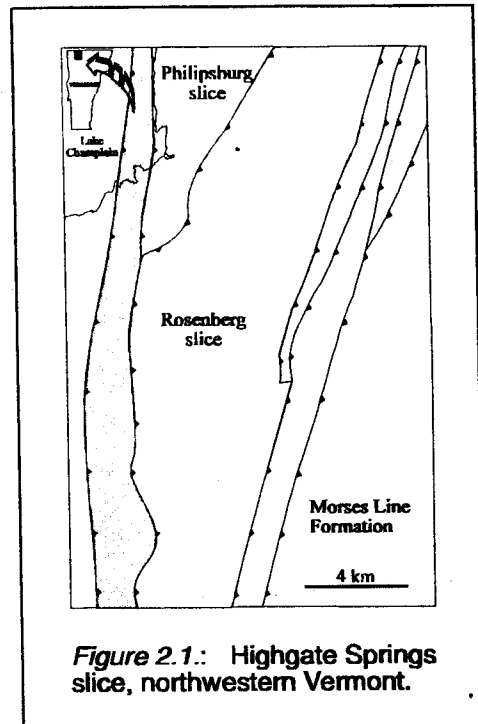 Philipsburg
slice
Lake
Champlain
Rosenberg
slice
Morses Line
Formation
4 km
Figure 2.1.: Highgate Springs
slice, northwestern Vermont.